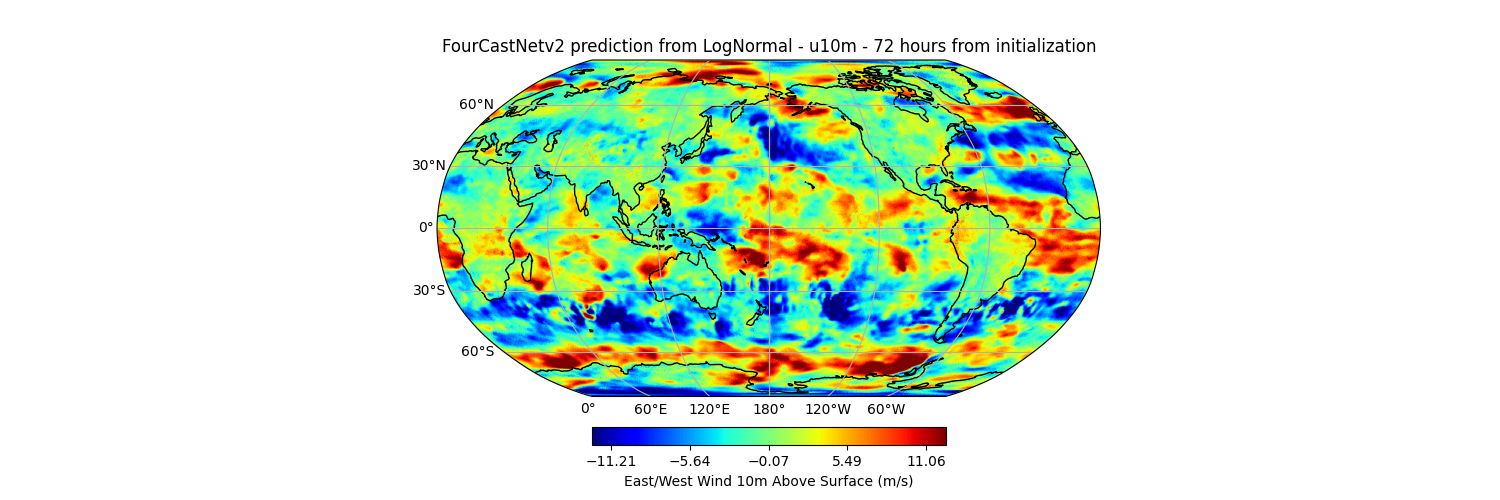 FourCastNetv2 prediction from LogNormal - u10m - 72 hours from initialization
60°N
30°N
0°
30°S
60°S
0° 60°E 120°E 180° 120°W 60°W
−11.21 −5.64 −0.07 5.49 11.06
East/West Wind 10m Above Surface (m/s)